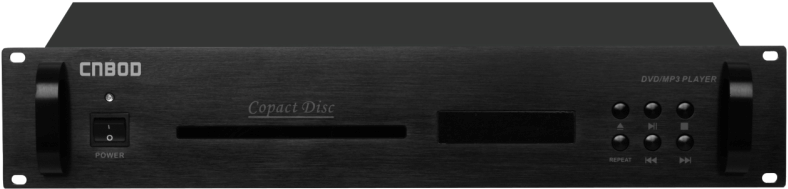 CNBOD
DVD/MP3 PLAYER
Copact Disc
I
O
POWER
REPEAT